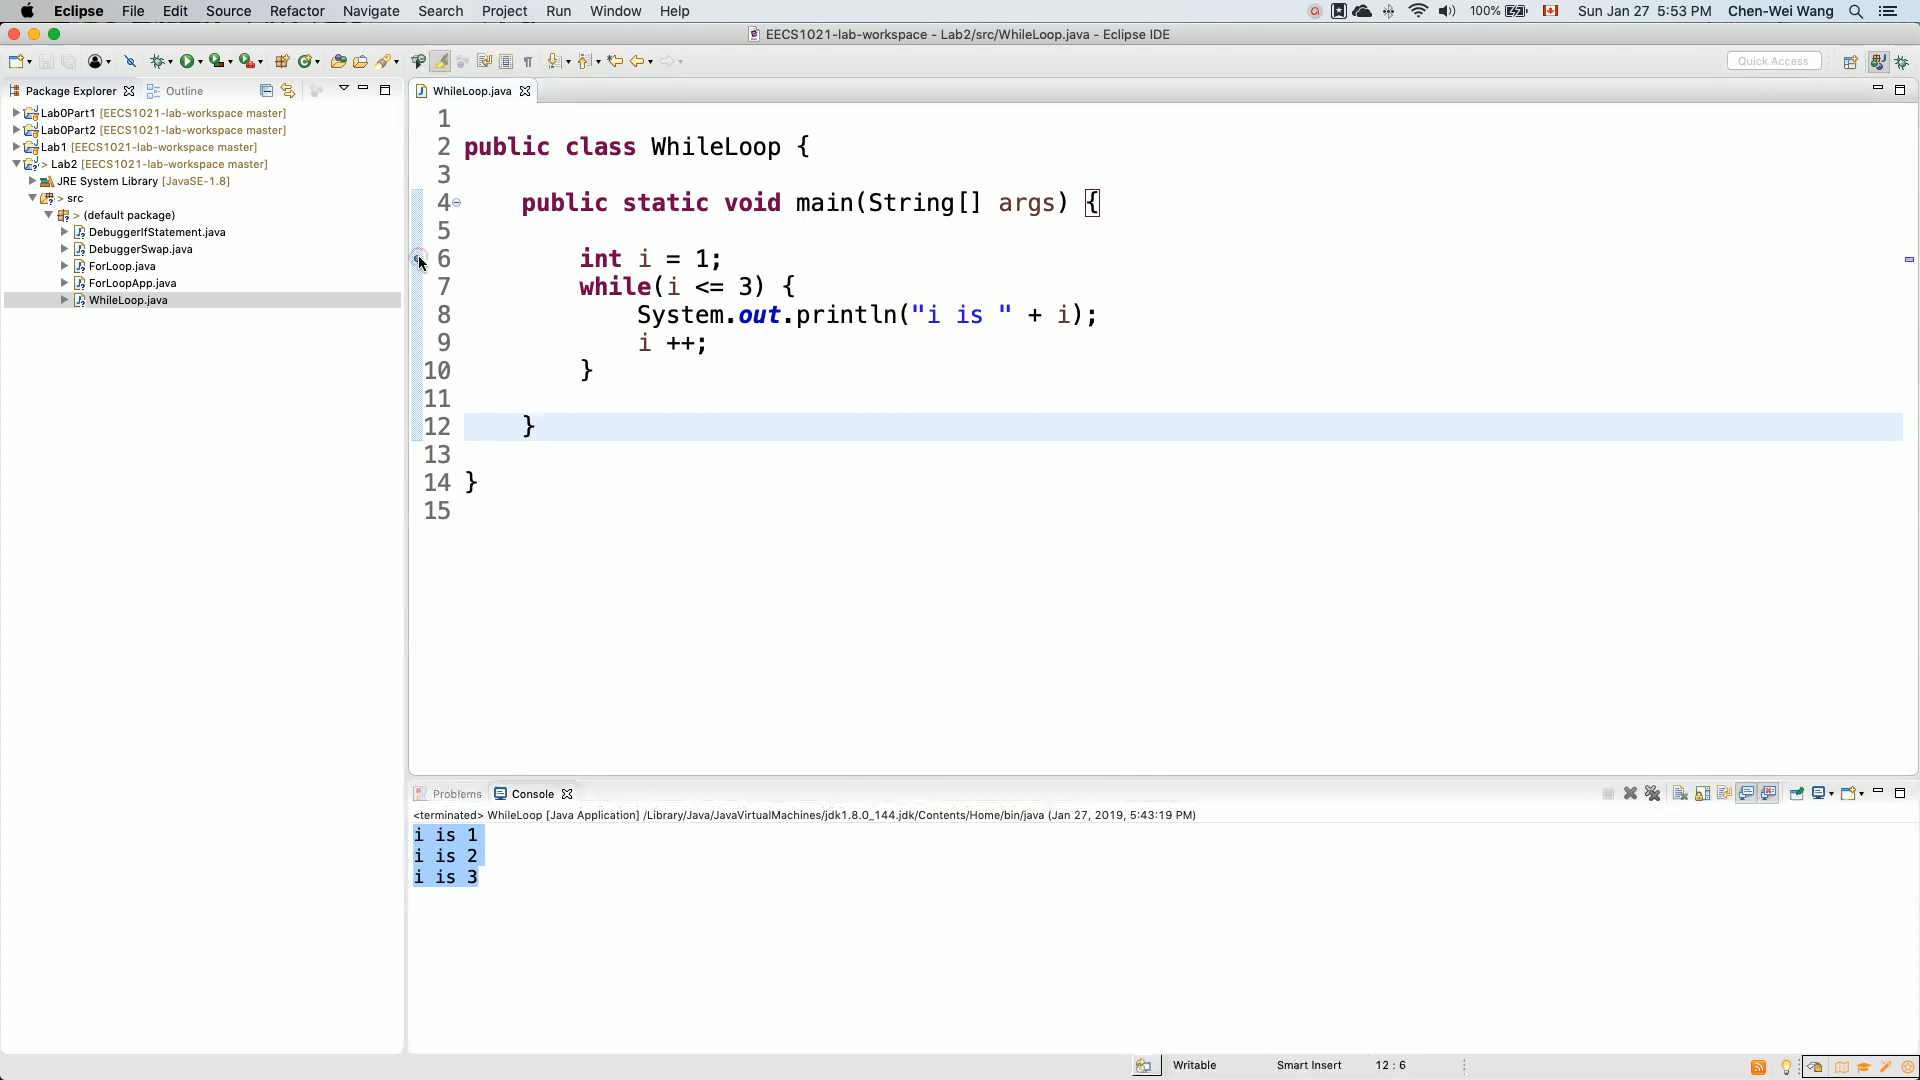 Eclipse File Edit Source Refactor Navigate Search Project Run Window Help 100% Sun Jan 27 5:53 PM Chen-Wei Wang
EECS1021-lab-workspace - Lab2/src/WhileLoop.java - Eclipse IDE
Quick Access
Package Explorer Outline
Lab0Part1 [EECS1021-lab-workspace master]
Lab0Part2 [EECS1021-lab-workspace master]
Lab1 [EECS1021-lab-workspace master]
> Lab2 [EECS1021-lab-workspace master]
JRE System Library [JavaSE-1.8]
> src
> (default package)
DebuggerIfStatement.java
DebuggerSwap.java
ForLoop.java
ForLoopApp.java
WhileLoop.java
WhileLoop.java
1
2 public class WhileLoop {
3
4 public static void main(String[] args) {
5
6 int i = 1;
7 while(i <= 3) {
8 System.out.println("i is " + i);
9 i ++;
10 }
11
12 }
13
14 }
15
Problems Console
<terminated> WhileLoop [Java Application] /Library/Java/JavaVirtualMachines/jdk1.8.0_144.jdk/Contents/Home/bin/java (Jan 27, 2019, 5:43:19 PM)
i is 1
i is 2
i is 3
Writable Smart Insert 12 : 6